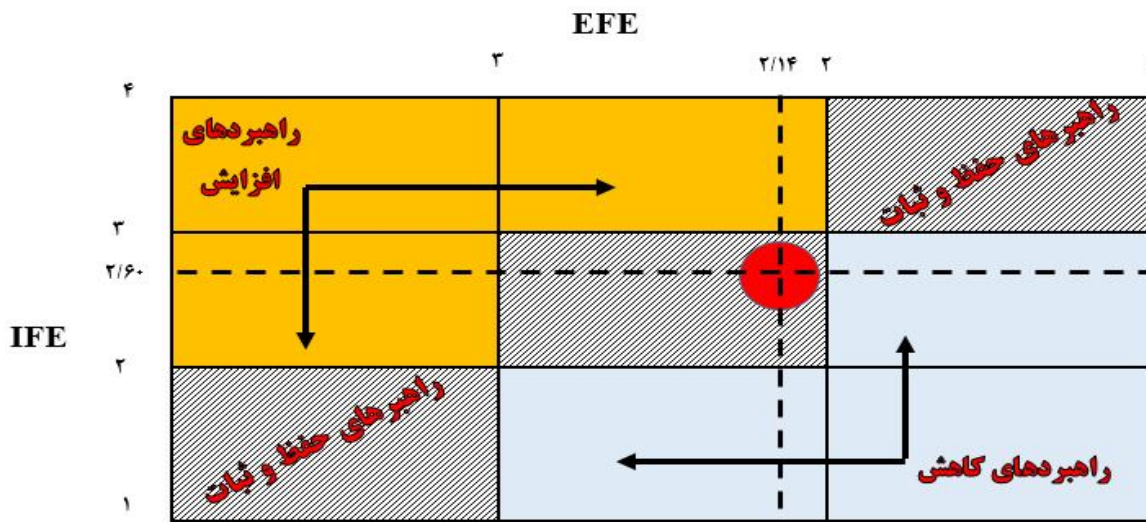 EFE
۳
۲/۱۴
۲
۴
راهبردهای
افزایش
راهبرهای حفظ و ثبات
۳
۲/۶۰
IFE
۲
راهبرهای حفظ و ثبات
راهبردهای کاهش
۱